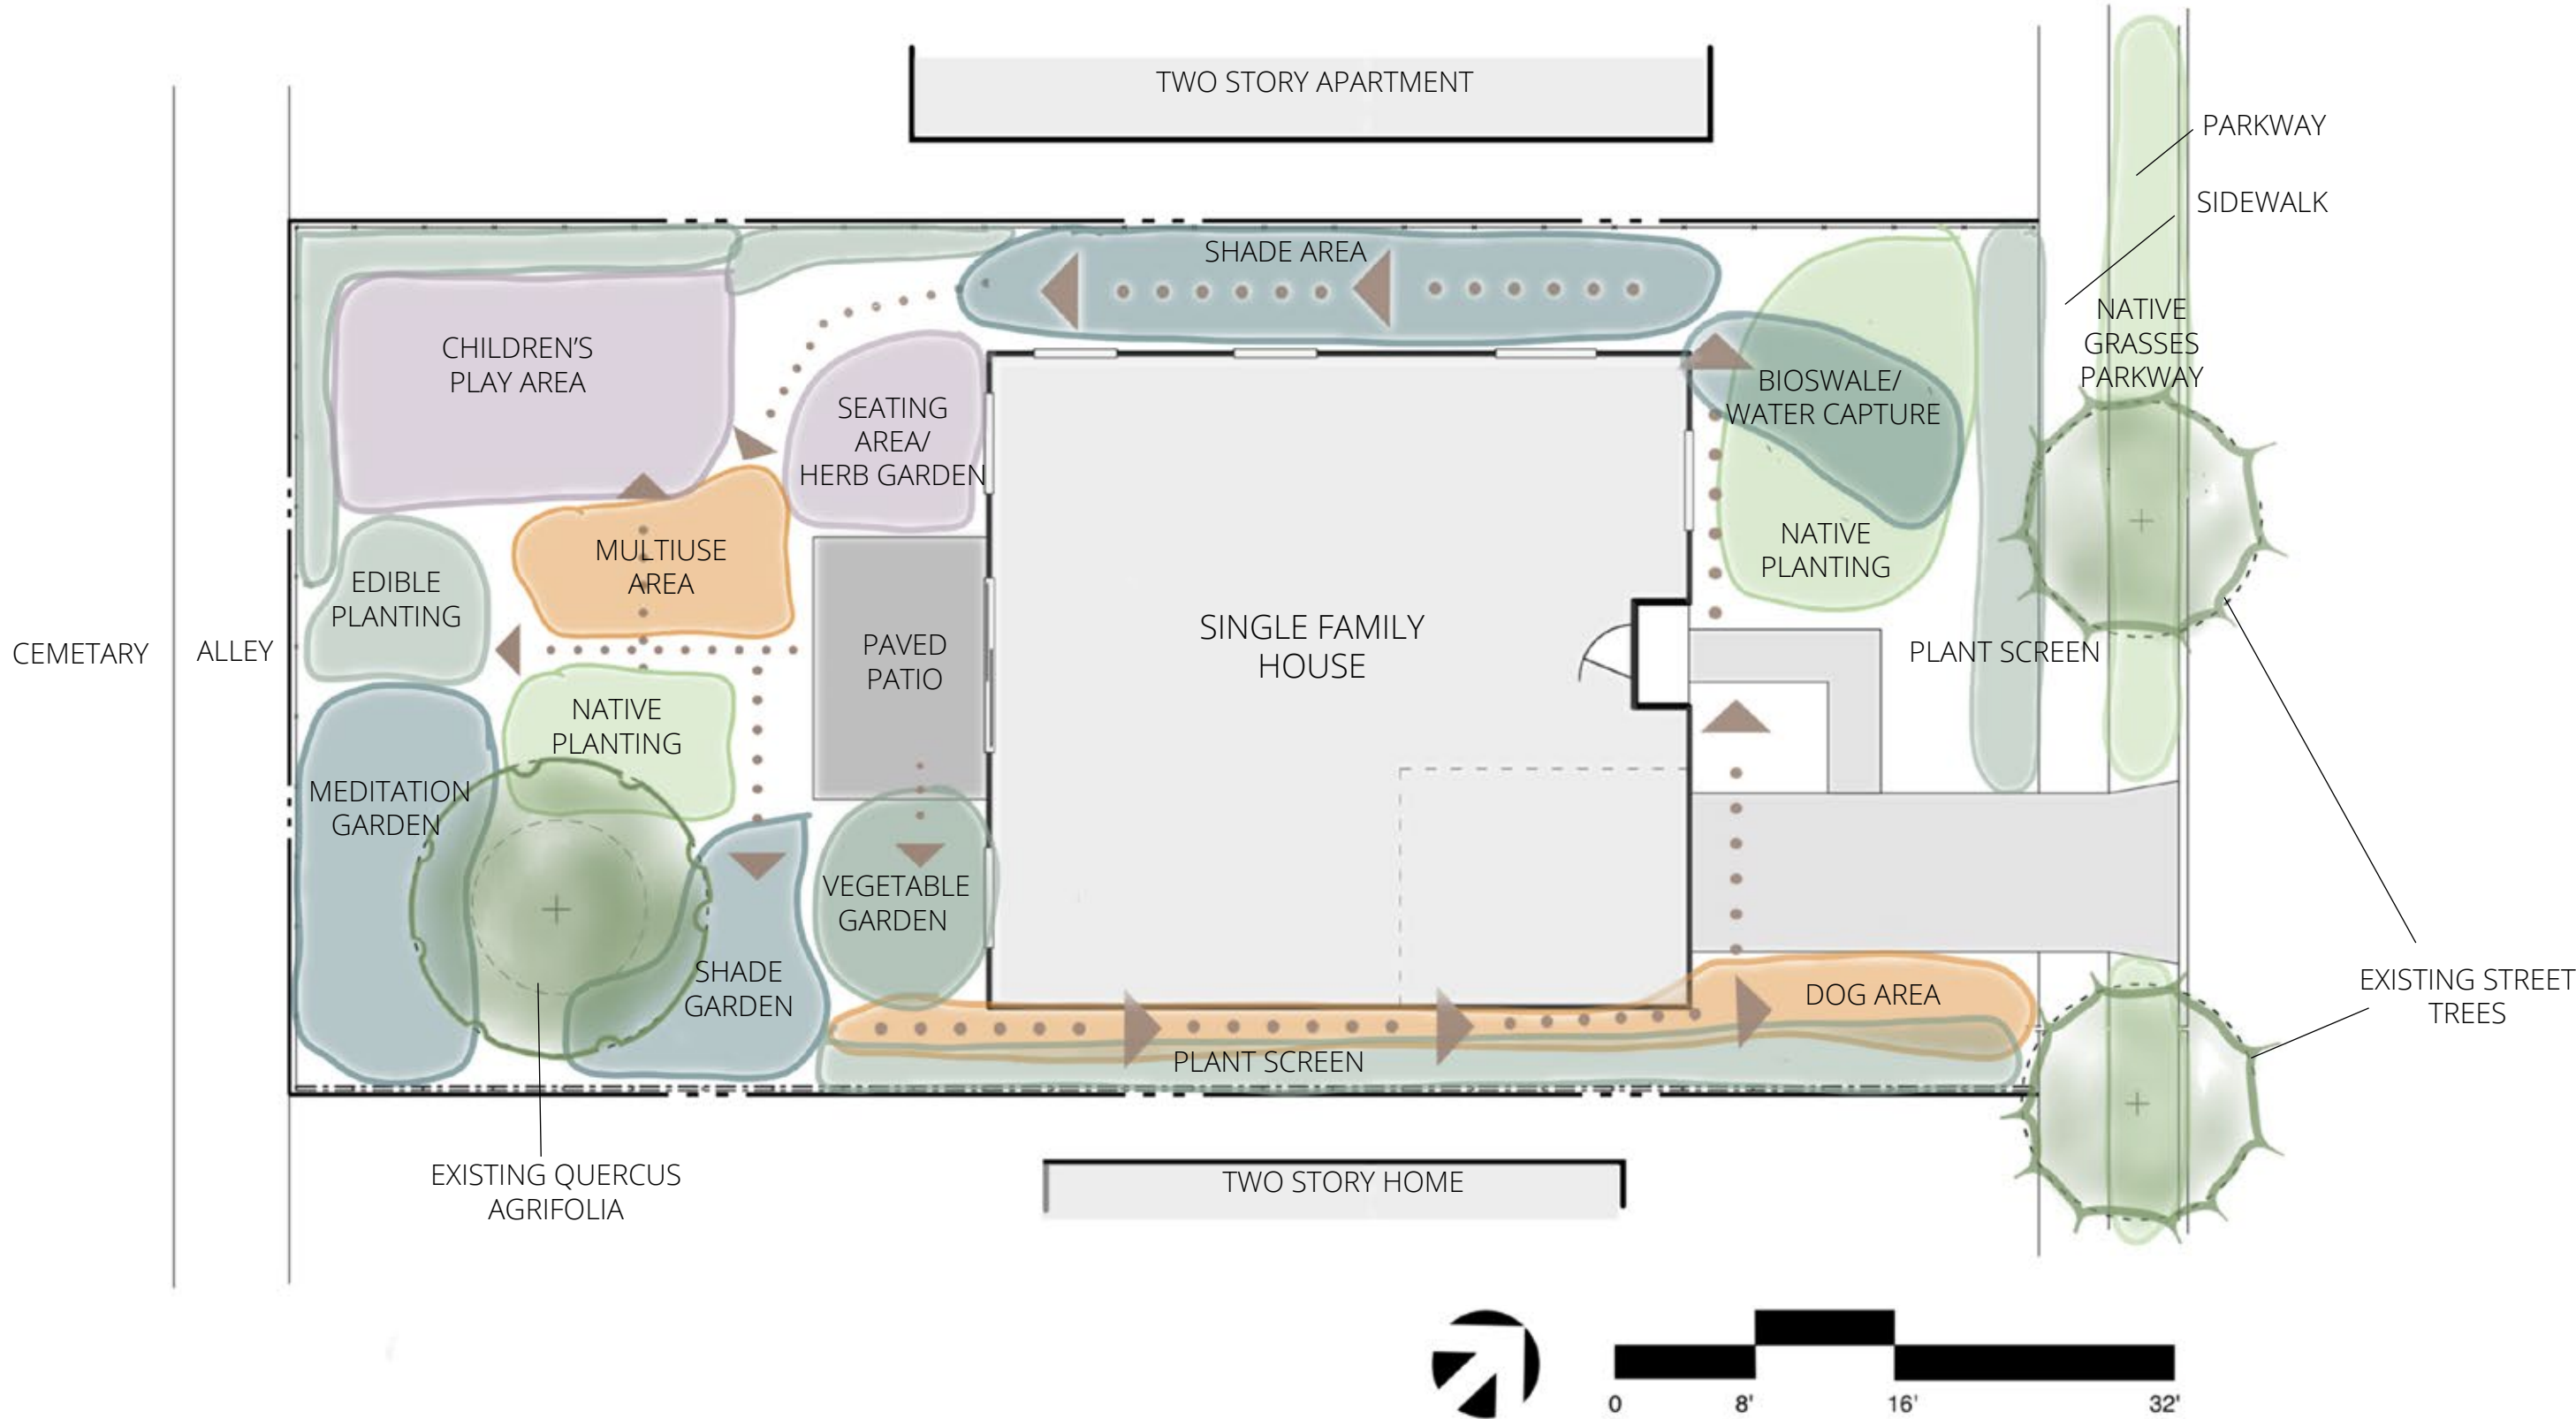 TWO STORY APARTMENT
PARKWAY
SIDEWALK
SHADE AREA
NATIVE
GRASSES
PARKWAY
CHILDREN'S
PLAY AREA
SEATING
AREA/
HERB GARDEN
BIOSWALE/
WATER CAPTURE
MULTIUSE
AREA
NATIVE
PLANTING
EDIBLE
PLANTING
CEMETARY
ALLEY
PAVED
PATIO
SINGLE FAMILY
HOUSE
PLANT SCREEN
NATIVE
PLANTING
MEDITATION
GARDEN
VEGETABLE
GARDEN
SHADE
GARDEN
DOG AREA
EXISTING STREET
TREES
PLANT SCREEN
EXISTING QUERCUS
AGRIFOLIA
TWO STORY HOME
0 8' 16' 32'